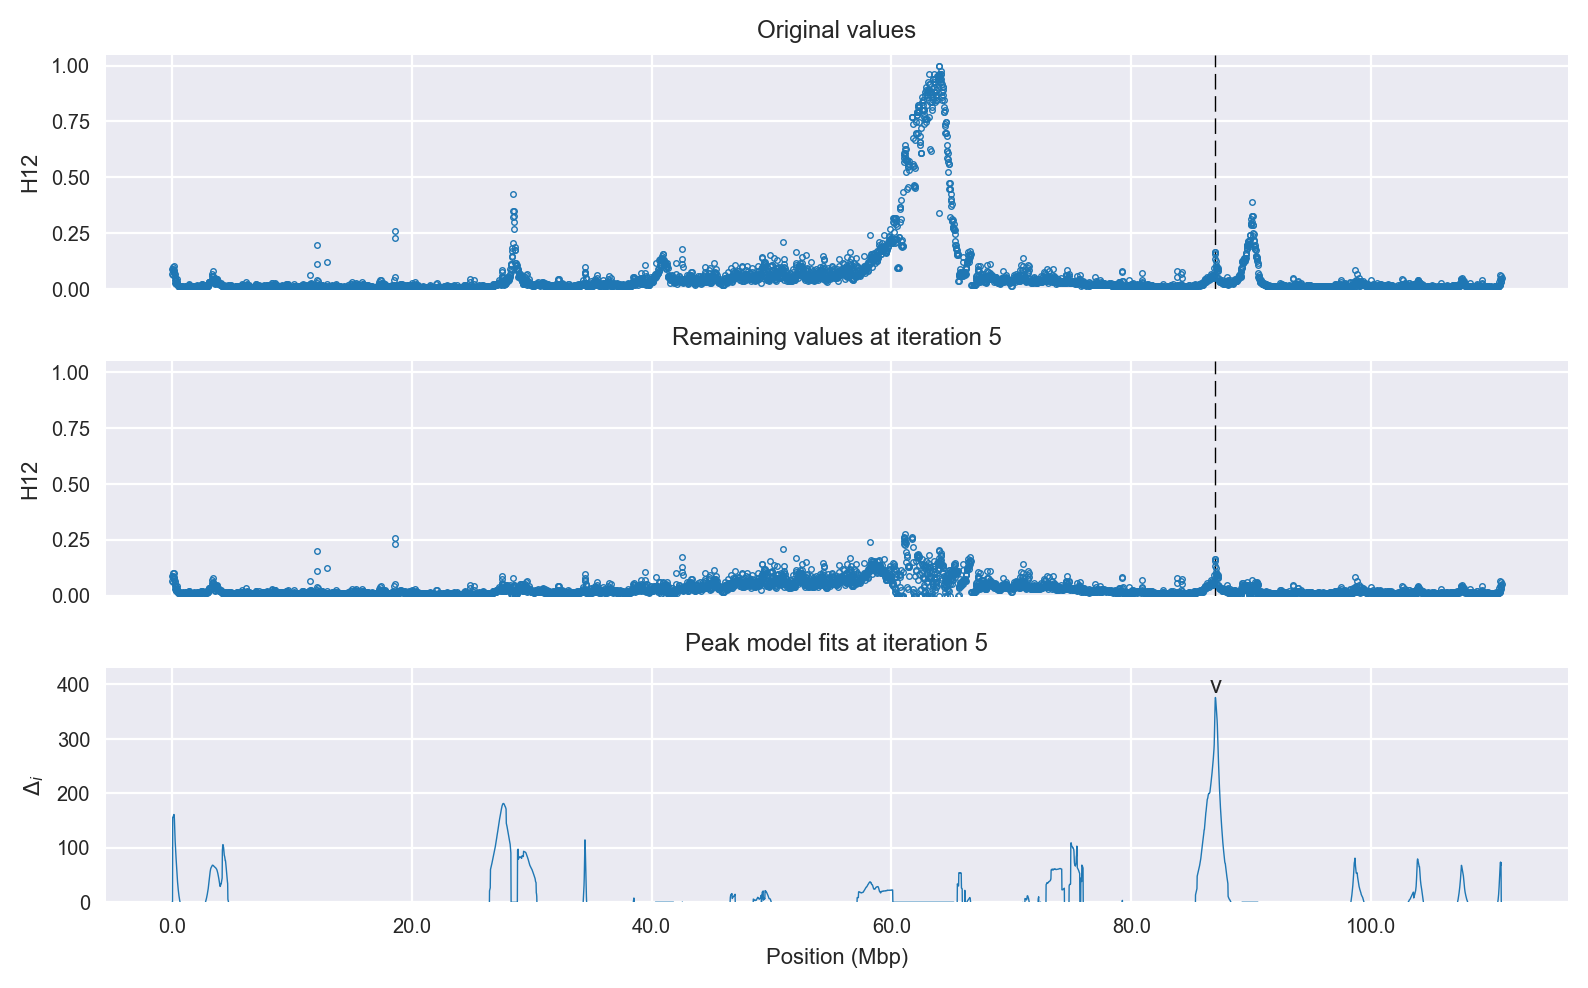 Original values
1.00
0.75
0.50
0.25
0.00
H12
Remaining values at iteration 5
1.00
0.75
0.50
0.25
0.00
H12
Peak model fits at iteration 5
v
400
300
200
100
0
Δi
0.0 20.0 40.0 60.0 80.0 100.0
Position (Mbp)